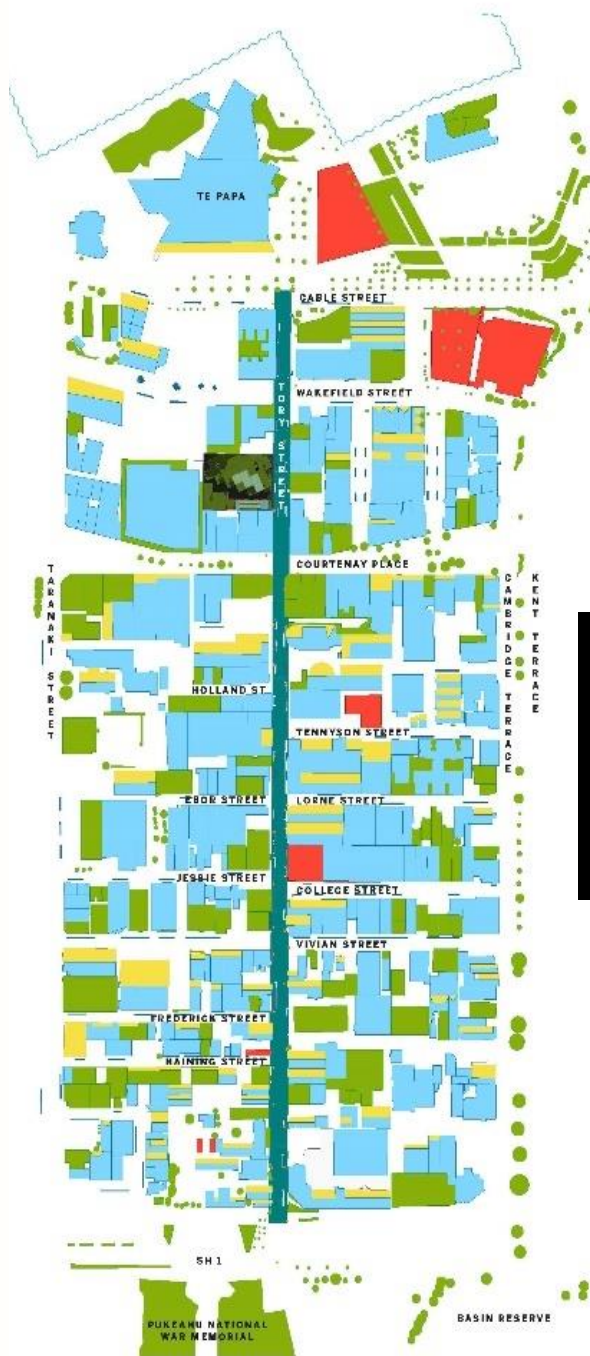 TE PAPA
CABLE STREET
WAKEFIELD STREET
TORY STREET
COURTENAY PLACE
TARANAKI STREET
CAMBRIDGE TERRACE
KENT TERRACE
HOLLAND ST
TENNYSON STREET
EBOR STREET
LORNE STREET
JESSIE STREET
COLLEGE STREET
VIVIAN STREET
FREDERICK STREET
HAINING STREET
SH 1
PUKEAHU NATIONAL
WAR MEMORIAL
BASIN RESERVE